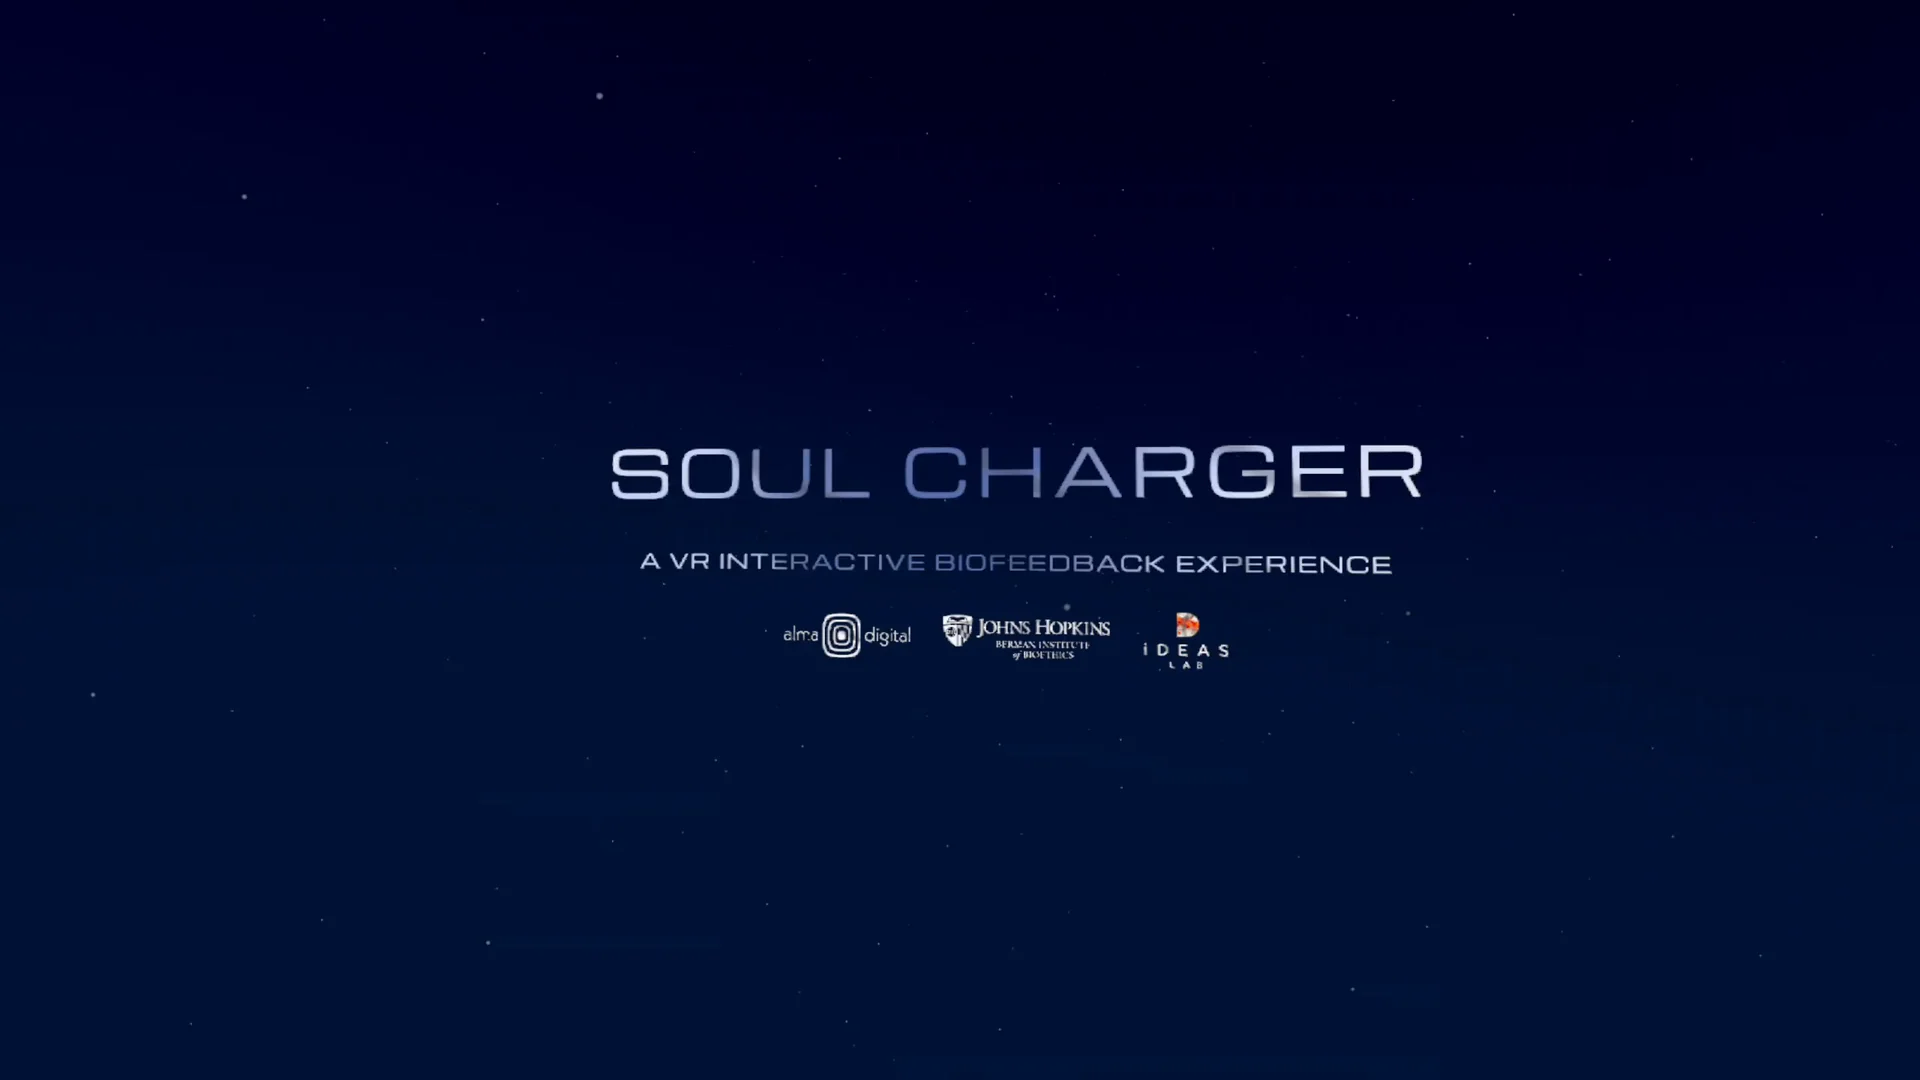 SOUL CHARGER
A VR INTERACTIVE BIOFEEDBACK EXPERIENCE
alma digital
JOHNS HOPKINS
BERMAN INSTITUTE
of BIOETHICS
iDEAS
LAB